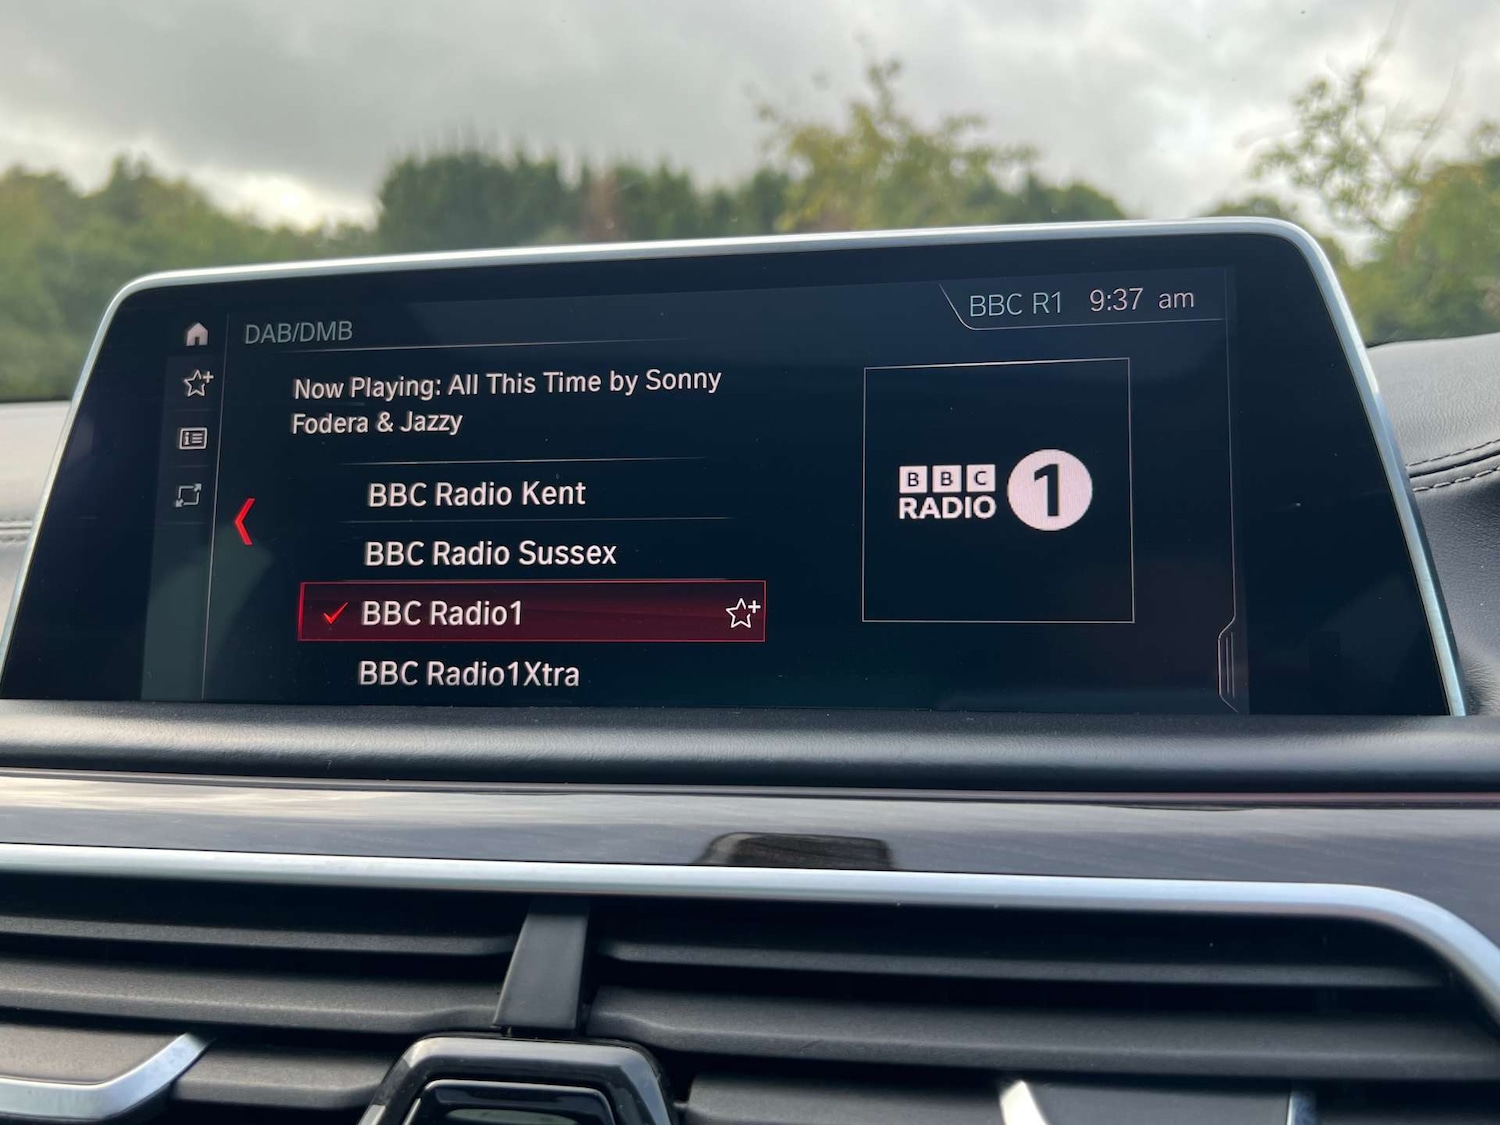 DAB/DMB
BBC R1 9:37 am
Now Playing: All This Time by Sonny
Fodera & Jazzy
BBC Radio Kent
BBC Radio Sussex
BBC Radio1
BBC Radio1Xtra
BBC
RADIO 1